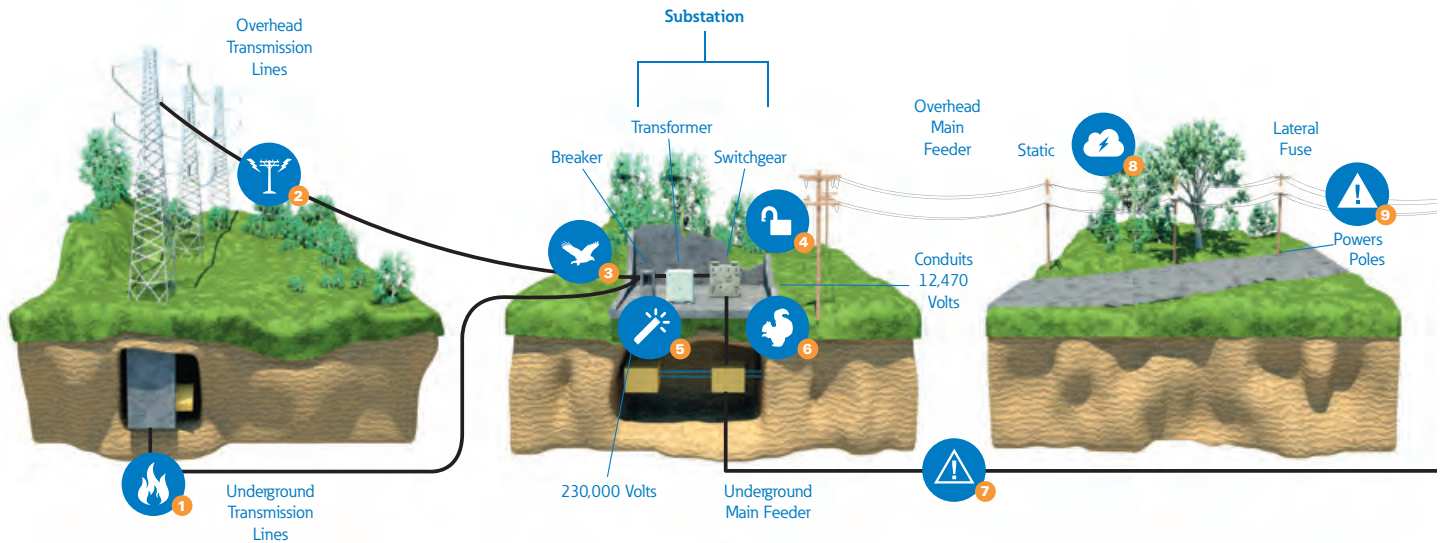 Overhead
Transmission
Lines
2
1
Underground
Transmission
Lines
Substation
Transformer
Breaker
Switchgear
3
4
5
6
230,000 Volts
Underground
Main Feeder
Conduits
12,470
Volts
7
Overhead
Main
Feeder
Static
8
Lateral
Fuse
9
Powers
Poles